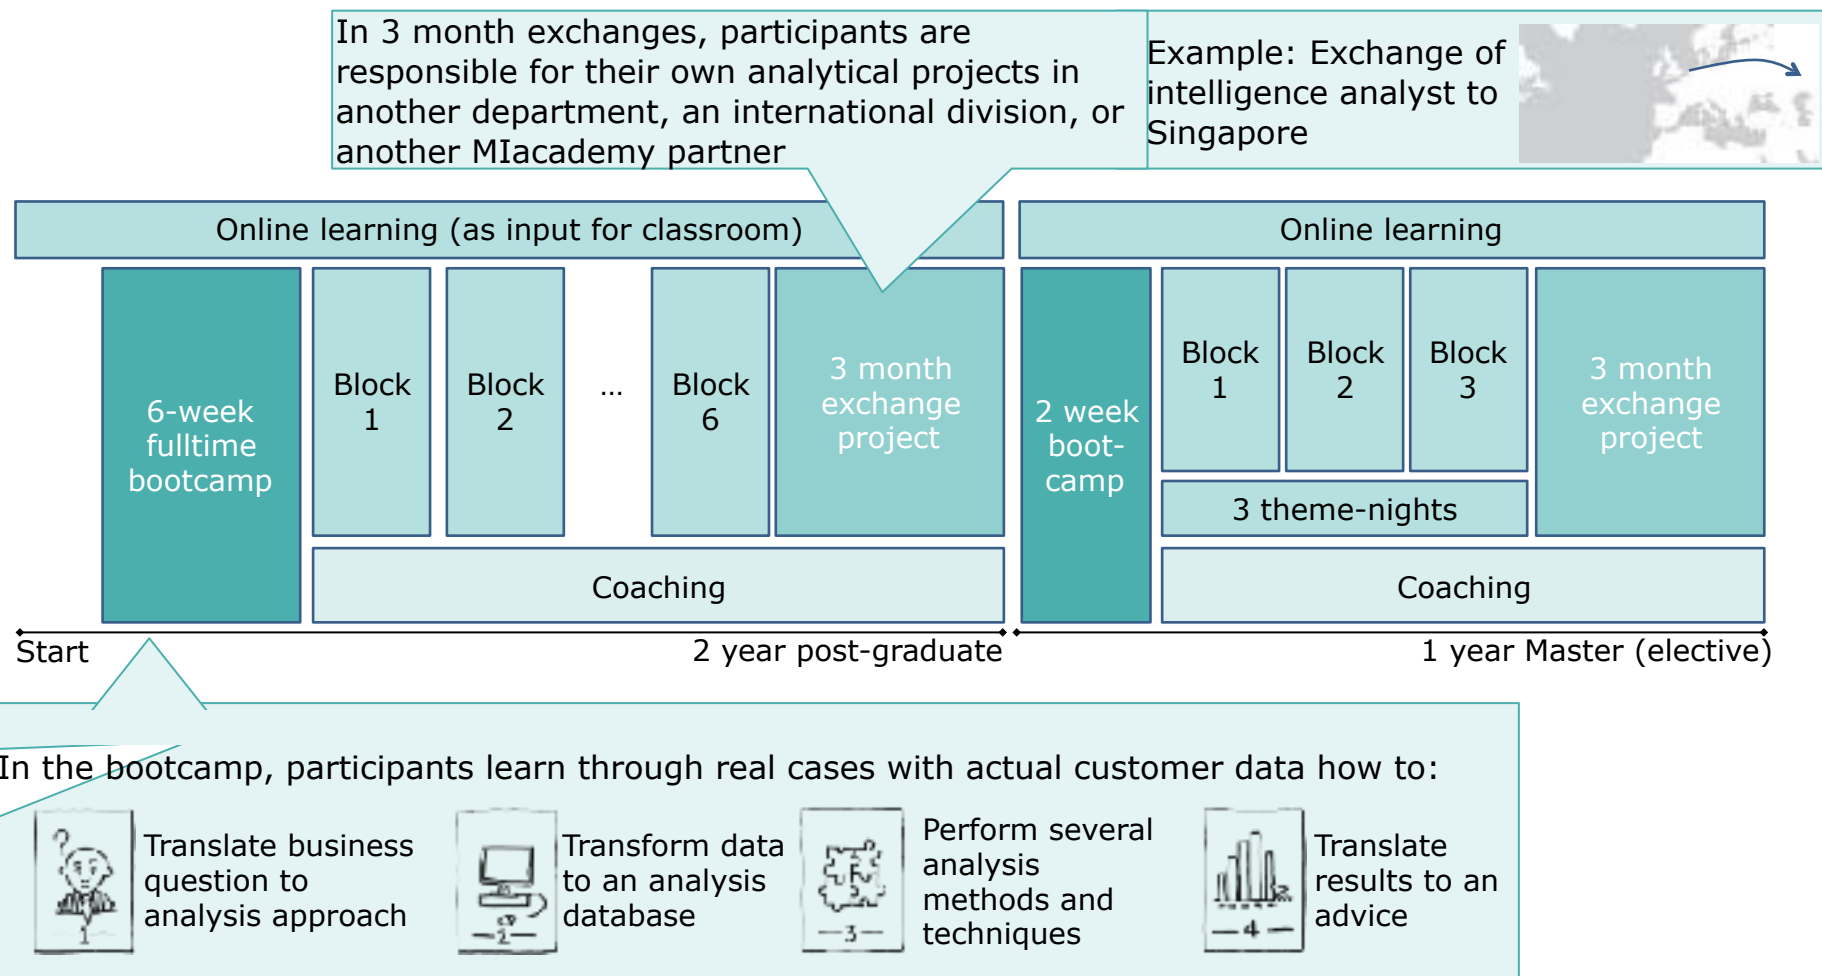 In 3 month exchanges, participants are
responsible for their own analytical projects in
another department, an international division, or
another MIacademy partner
Example: Exchange of
intelligence analyst to
Singapore
Online learning (as input for classroom)
Online learning
6-week
fulltime
bootcamp
Block
1
Block
2
...
Block
6
3 month
exchange
project
2 week
boot-
camp
Block
1
Block
2
Block
3
3 theme-nights
3 month
exchange
project
Coaching
Coaching
Start
2 year post-graduate
1 year Master (elective)
In the bootcamp, participants learn through real cases with actual customer data how to:
1
Translate business
question to
analysis approach
2
Transform data
to an analysis
database
3
Perform several
analysis
methods and
techniques
4
Translate
results to an
advice